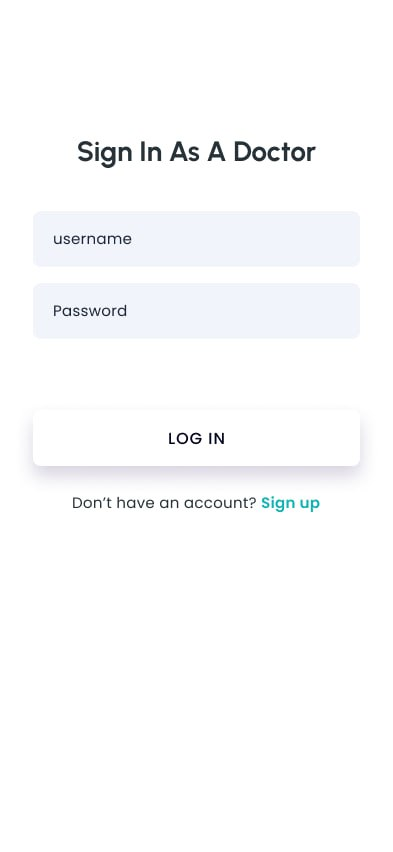 Sign In As A Doctor
username
Password
LOG IN
Don’t have an account? Sign up